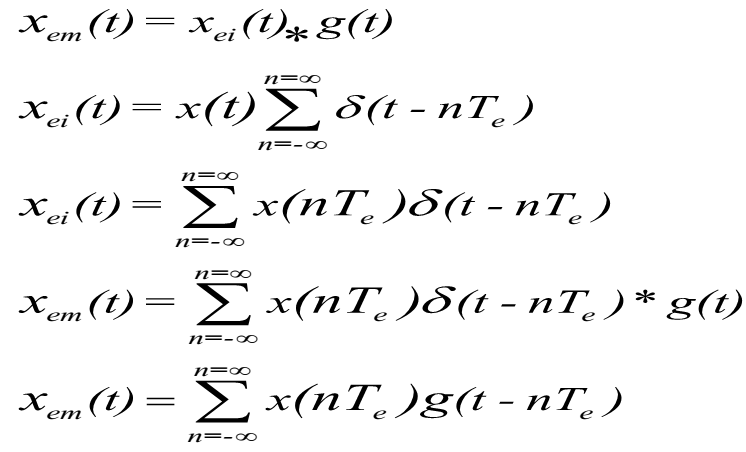 x_em(t) = x_ei(t)* g(t)
x_ei(t) = x(t) ∑_{n=-∞}^{n=∞} δ(t - nT_e )
x_ei(t) = ∑_{n=-∞}^{n=∞} x(nT_e )δ(t - nT_e )
x_em(t) = ∑_{n=-∞}^{n=∞} x(nT_e )δ(t - nT_e ) * g(t)
x_em(t) = ∑_{n=-∞}^{n=∞} x(nT_e )g(t - nT_e )